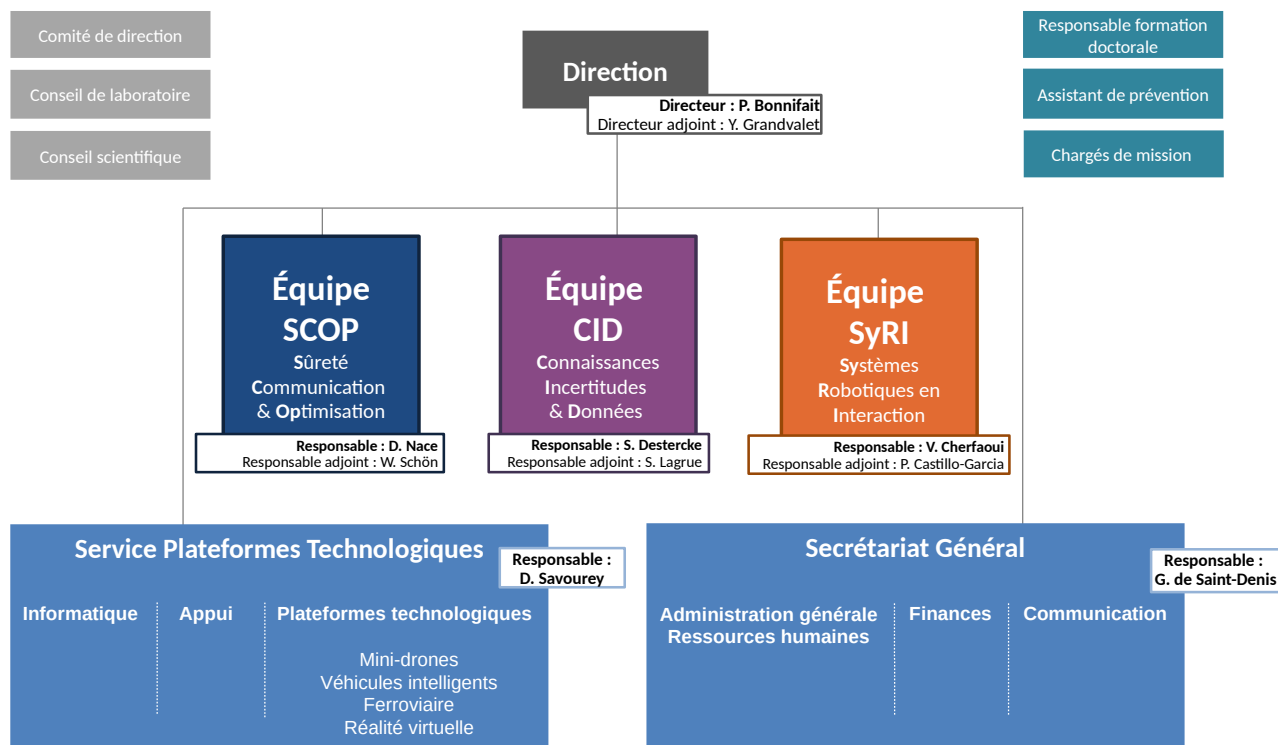 Comité de direction
Conseil de laboratoire
Conseil scientifique
Direction
Directeur : P. Bonnifait
Directeur adjoint : Y. Grandvalet
Responsable formation
doctorale
Assistant de prévention
Chargés de mission
Équipe
SCOP
Sûreté
Communication
& Optimisation
Responsable : D. Nace
Responsable adjoint : W. Schön
Équipe
CID
Connaissances
Incertitudes
& Données
Responsable : S. Destercke
Responsable adjoint : S. Lagrue
Équipe
SyRI
Systèmes
Robotiques en
Interaction
Responsable : V. Cherfaoui
Responsable adjoint : P. Castillo-Garcia
Service Plateformes Technologiques
Responsable :
D. Savourey
Informatique
Appui
Plateformes technologiques
Mini-drones
Véhicules intelligents
Ferroviaire
Réalité virtuelle
Secrétariat Général
Responsable :
G. de Saint-Denis
Administration générale
Ressources humaines
Finances
Communication